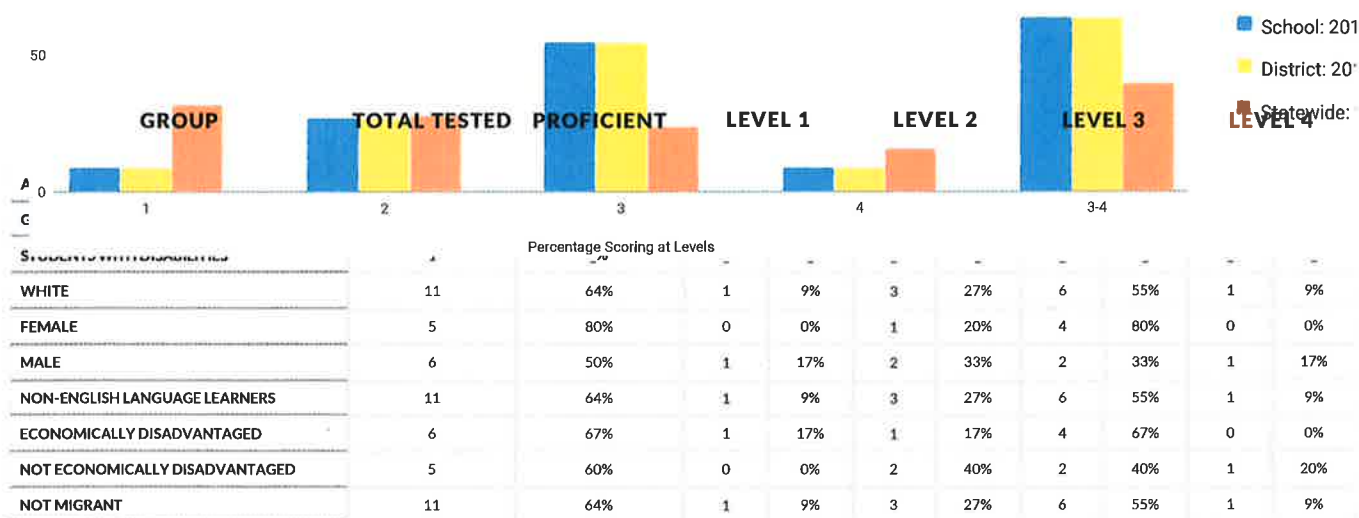 School: 201
50
District: 20
Statewide:
GROUP TOTAL TESTED PROFICIENT LEVEL 1 LEVEL 2 LEVEL 3 LEVEL 4
A 0
1 2 3 4 3-4
G
Percentage Scoring at Levels
STUDENTS WITH DISABILITIES 1
WHITE 11 64% 1 9% 3 27% 6 55% 1 9%
FEMALE 5 80% 0 0% 1 20% 4 80% 0 0%
MALE 6 50% 1 17% 2 33% 2 33% 1 17%
NON-ENGLISH LANGUAGE LEARNERS 11 64% 1 9% 3 27% 6 55% 1 9%
ECONOMICALLY DISADVANTAGED 6 67% 1 17% 1 17% 4 67% 0 0%
NOT ECONOMICALLY DISADVANTAGED 5 60% 0 0% 2 40% 2 40% 1 20%
NOT MIGRANT 11 64% 1 9% 3 27% 6 55% 1 9%